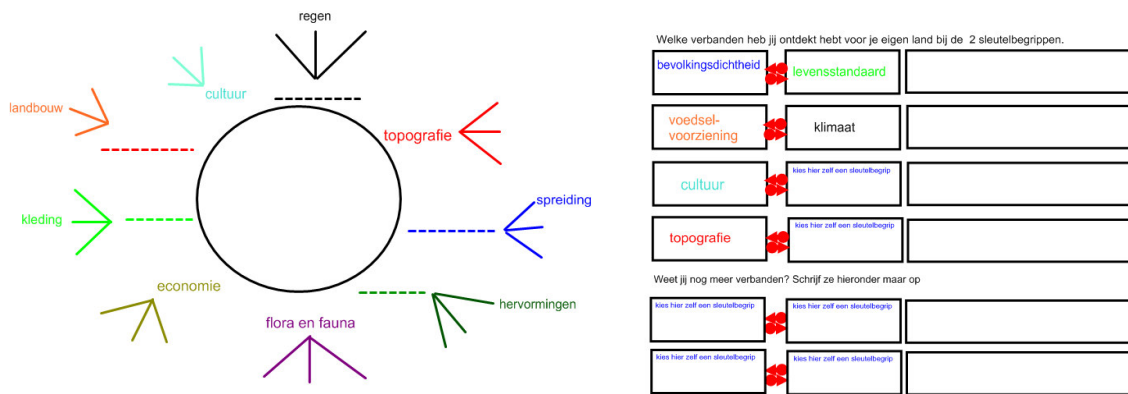 regen
cultuur
landbouw
topografie
kleding
spreiding
economie
hervormingen
flora en fauna
Welke verbanden heb jij ontdekt hebt voor je eigen land bij de 2 sleutelbegrippen.
bevolkingsdichtheid
levensstandaard
voedsel-
voorziening
klimaat
cultuur
kies hier zelf een sleutelbegrip
topografie
kies hier zelf een sleutelbegrip
Weet jij nog meer verbanden? Schrijf ze hieronder maar op
kies hier zelf een sleutelbegrip
kies hier zelf een sleutelbegrip
kies hier zelf een sleutelbegrip
kies hier zelf een sleutelbegrip